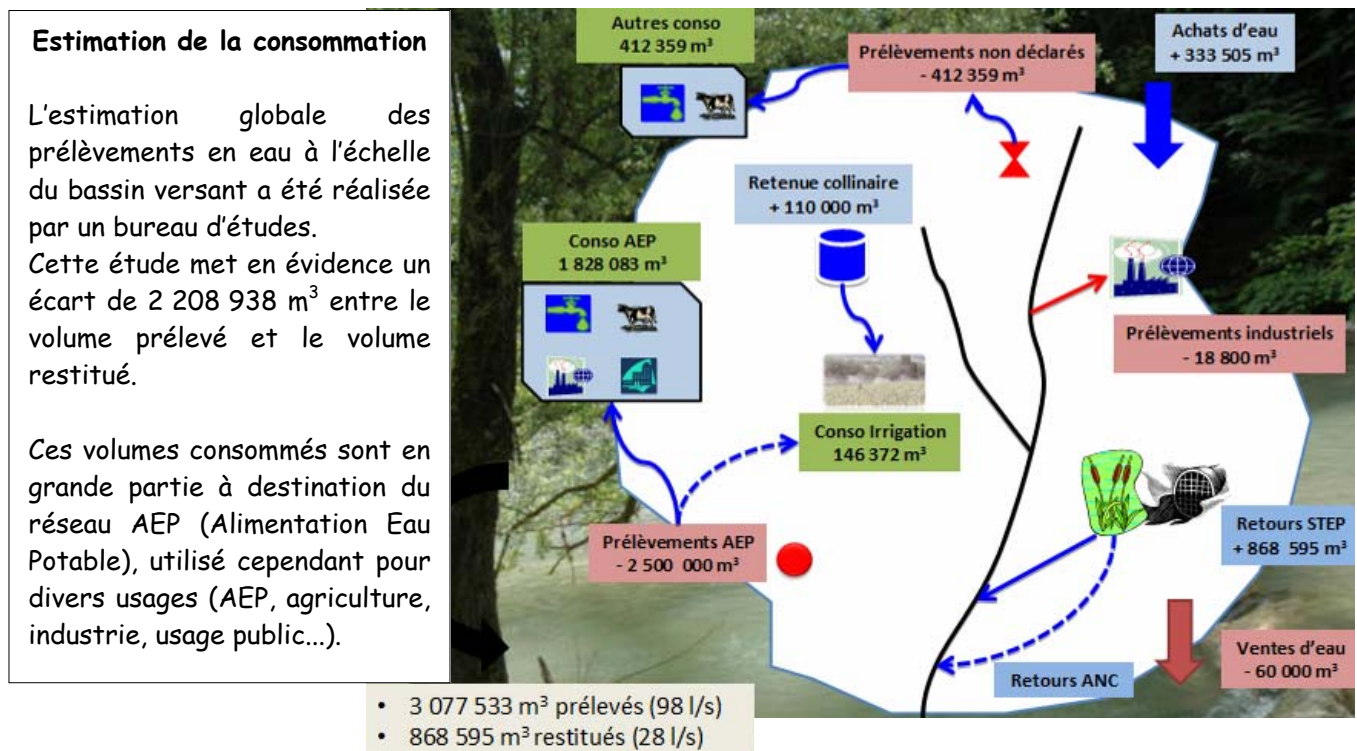 Estimation de la consommation
L'estimation globale des
prélèvements en eau à l'échelle
du bassin versant a été réalisée
par un bureau d'études.
Cette étude met en évidence un
écart de 2 208 938 m³ entre le
volume prélevé et le volume
restitué.
Ces volumes consommés sont en
grande partie à destination du
réseau AEP (Alimentation Eau
Potable), utilisé cependant pour
divers usages (AEP, agriculture,
industrie, usage public...).
Autres conso
412 359 m³
Prélèvements non déclarés
- 412 359 m³
Achats d'eau
+ 333 505 m³
Retenue collinaire
+ 110 000 m³
Conso AEP
1 828 083 m³
Prélèvements industriels
- 18 800 m³
Conso Irrigation
146 372 m³
Prélèvements AEP
- 2 500 000 m³
Retours STEP
+ 868 595 m³
Retours ANC
Ventes d'eau
- 60 000 m³
• 3 077 533 m³ prélevés (98 l/s)
• 868 595 m³ restitués (28 l/s)